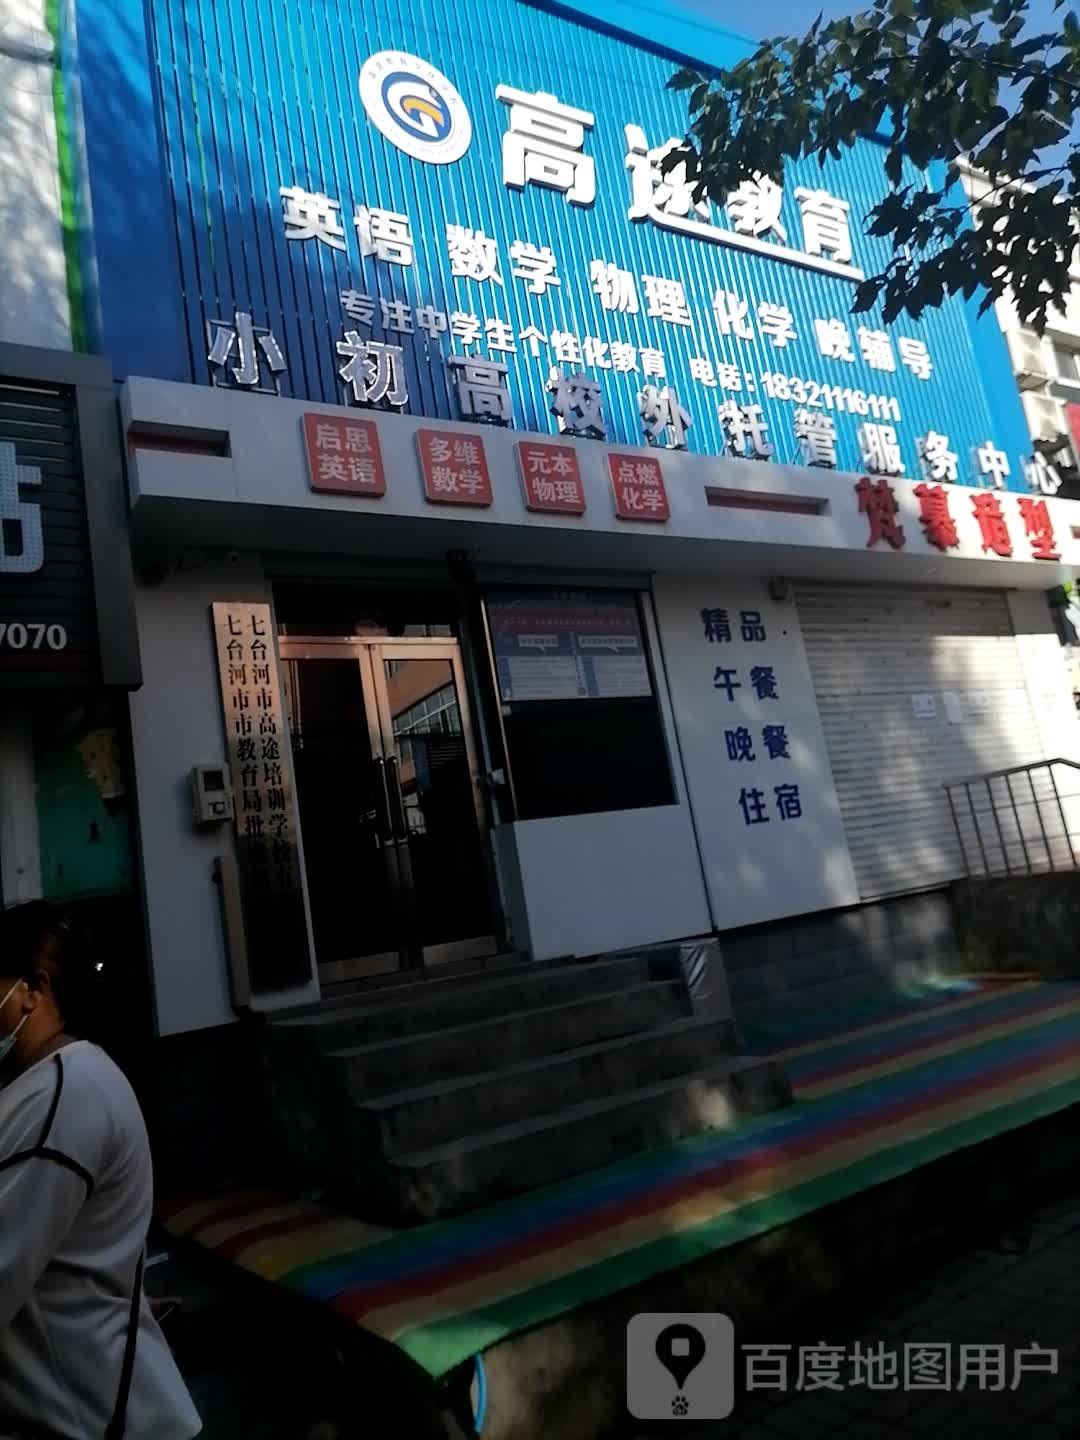 高途教育
英语 数学 物理 化学 晚辅导
专注中学生个性化教育 电话:18321116111
小初高校外托管服务中心
启思
英语
多维
数学
元本
物理
点燃
化学
梵慕造型
7070
七台河市高途培训学校
七台河市市教育局批
精品
午餐
晚餐
住宿
百度地图用户